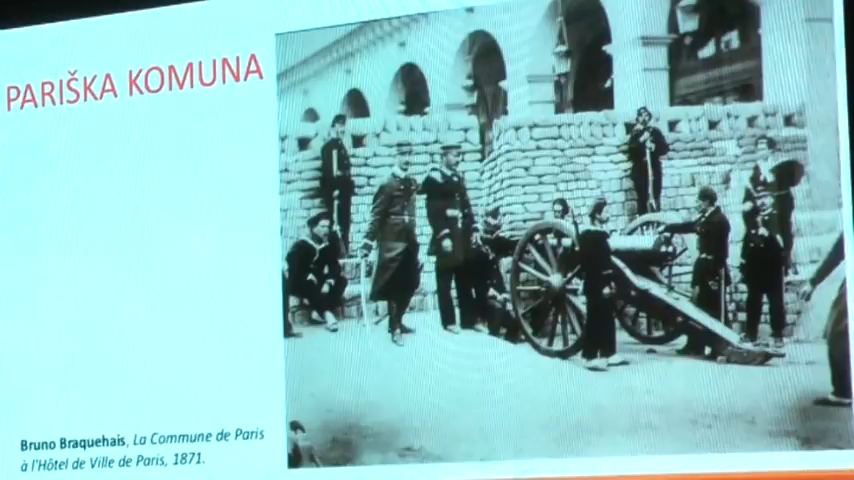 PARIŠKA KOMUNA
Bruno Braquehais, La Commune de Paris
à l'Hôtel de Ville de Paris, 1871.